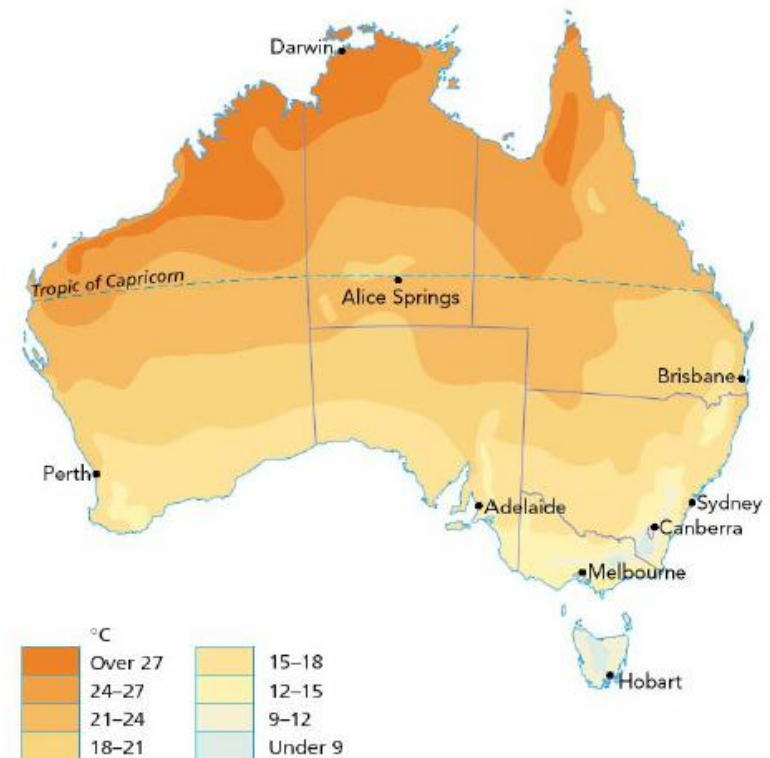 Darwin
Tropic of Capricorn
Alice Springs
Brisbane
Perth
Adelaide
Sydney
Canberra
Melbourne
Hobart
°C
Over 27
24–27
21–24
18–21
15–18
12–15
9–12
Under 9